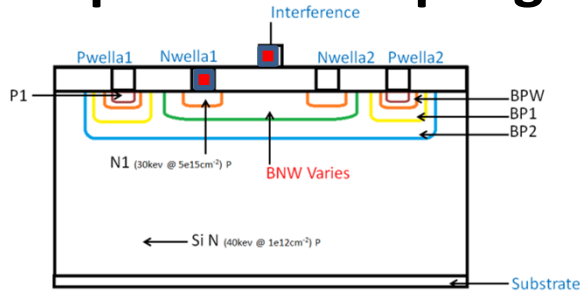 Interference
Pwella1 Nwella1 Nwella2 Pwella2
P1 BPW
BP1
BP2
N1 (30kev @ 5e15cm⁻²) P
BNW Varies
Si N (40kev @ 1e12cm⁻²) P
Substrate